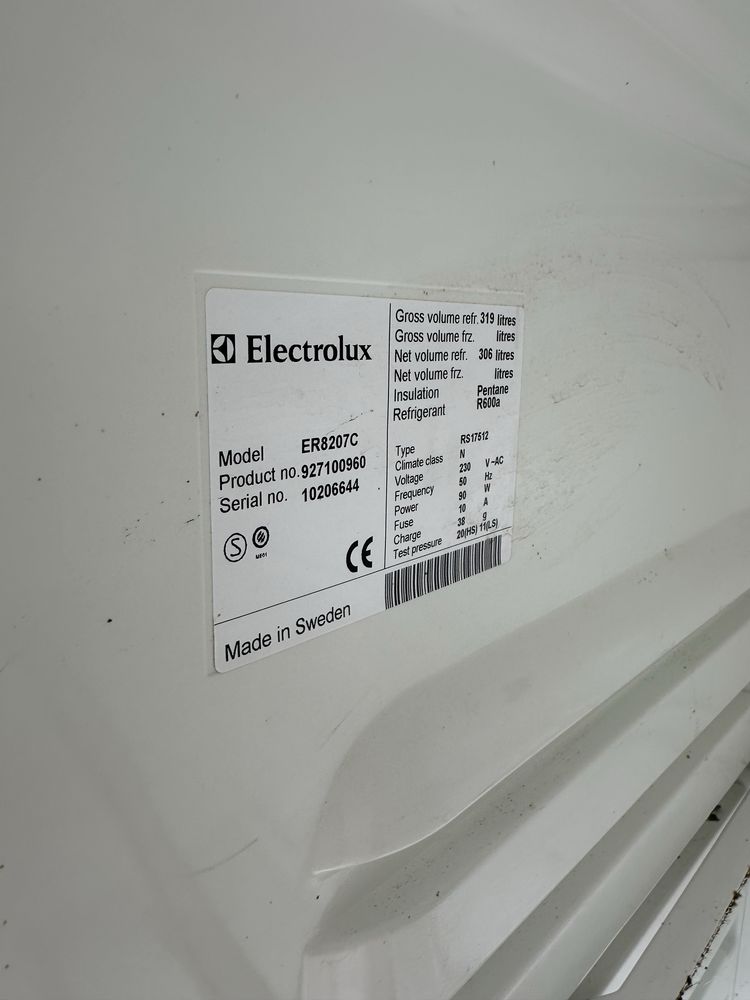 Electrolux
Model ER8207C
Product no. 927100960
Serial no. 10206644
S
CE
Made in Sweden
Gross volume refr. 319 litres
Gross volume frz. litres
Net volume refr. 306 litres
Net volume frz. litres
Insulation Pentane
Refrigerant R600a
Type RS17512
Climate class N
Voltage 230 V~AC
Frequency 50 Hz
Power 90 W
Fuse 10 A
Charge 38 g
Test pressure 20(HS) 11(LS)